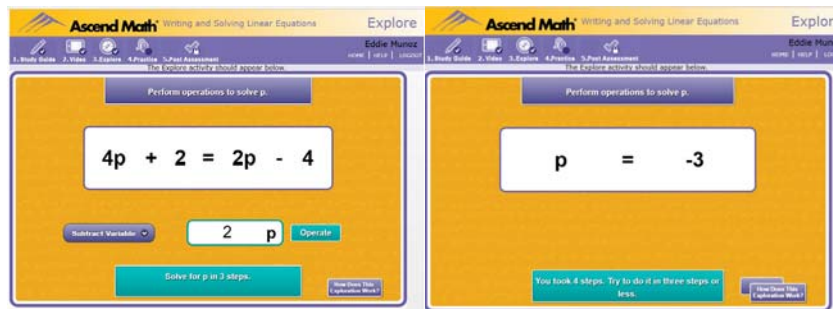 Ascend Math Writing and Solving Linear Equations Explore
Eddie Munoz
1. Study Guide 2. Video 3. Explore 4. Practice 5. Post Assessment HOME | HELP | LOGOUT
The Explore activity should appear below.
Perform operations to solve p.
4p + 2 = 2p - 4
Subtract Variable 2 p Operate
Solve for p in 3 steps.
How Does This
Exploration Work?
Ascend Math Writing and Solving Linear Equations Explor
Eddie Mun
1. Study Guide 2. Video 3. Explore 4. Practice 5. Post Assessment HOME | HELP | LO
The Explore activity should appear below.
Perform operations to solve p.
p = -3
You took 4 steps. Try to do it in three steps or
less.
How Does This
Exploration Work?